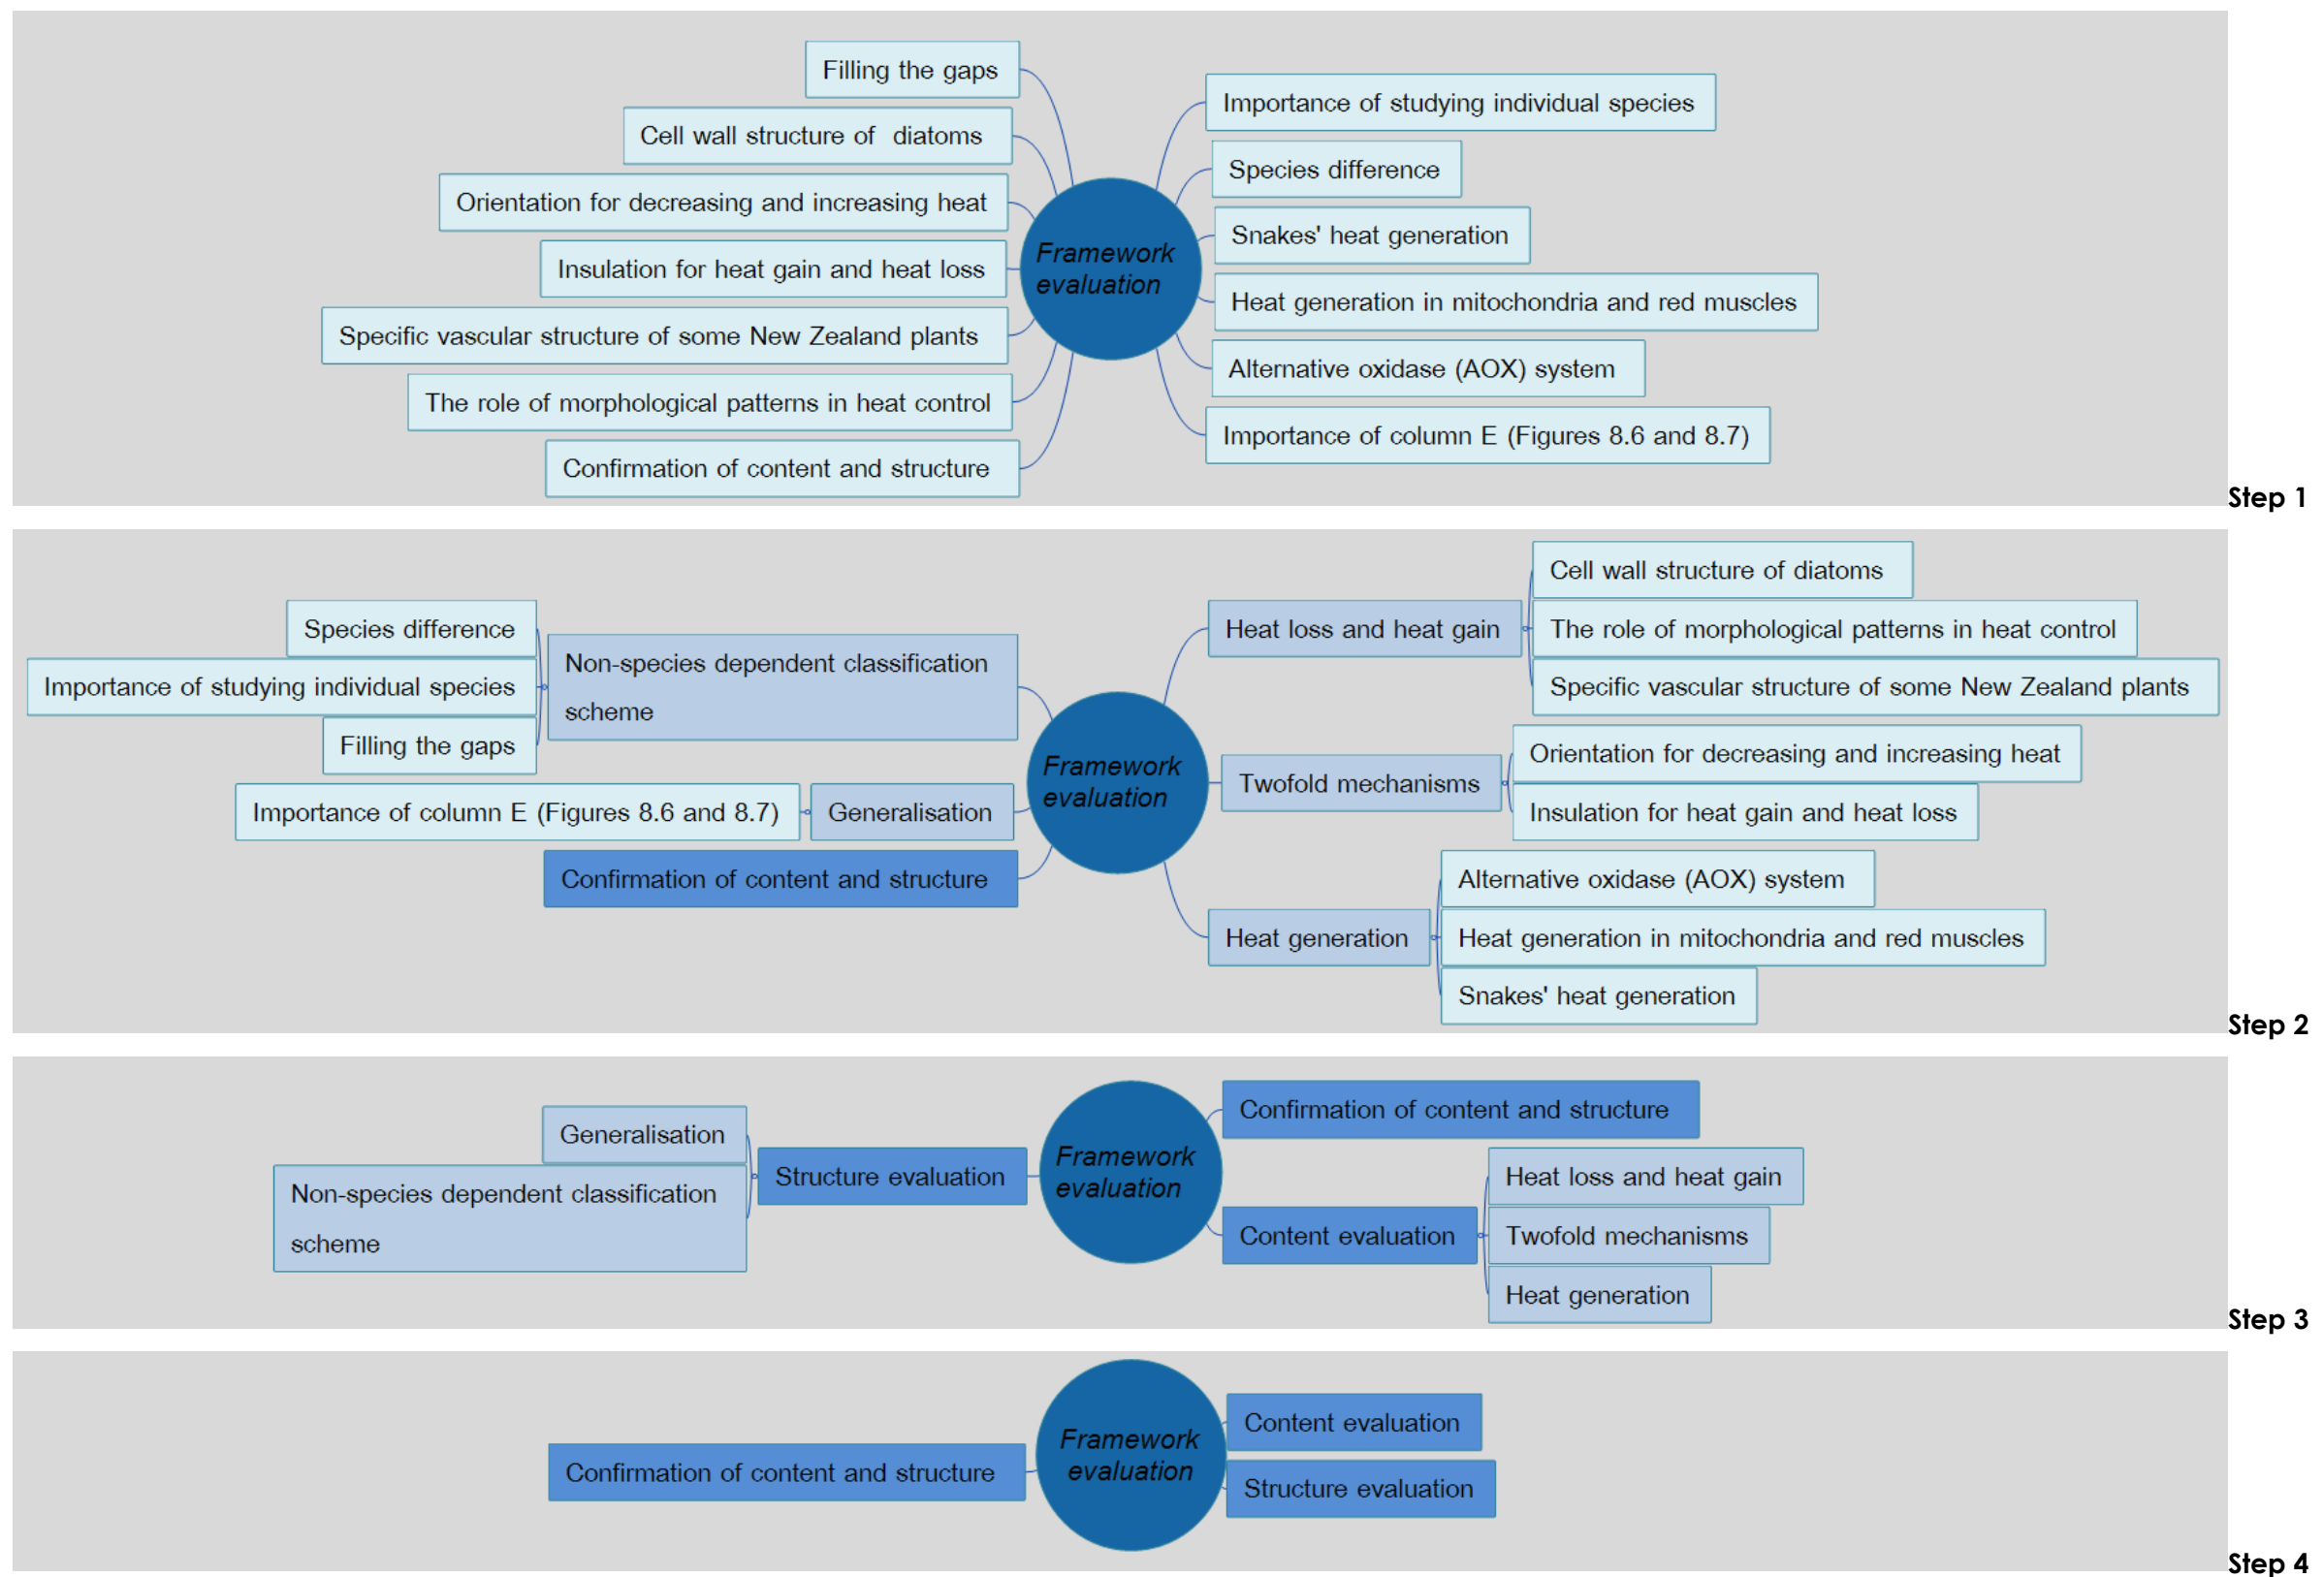 Filling the gaps
Cell wall structure of diatoms
Orientation for decreasing and increasing heat
Insulation for heat gain and heat loss
Specific vascular structure of some New Zealand plants
The role of morphological patterns in heat control
Confirmation of content and structure
Framework
evaluation
Importance of studying individual species
Species difference
Snakes' heat generation
Heat generation in mitochondria and red muscles
Alternative oxidase (AOX) system
Importance of column E (Figures 8.6 and 8.7)
Step 1
Species difference
Importance of studying individual species
Filling the gaps
Non-species dependent classification
scheme
Importance of column E (Figures 8.6 and 8.7)
Generalisation
Confirmation of content and structure
Framework
evaluation
Heat loss and heat gain
Cell wall structure of diatoms
The role of morphological patterns in heat control
Specific vascular structure of some New Zealand plants
Twofold mechanisms
Orientation for decreasing and increasing heat
Insulation for heat gain and heat loss
Heat generation
Alternative oxidase (AOX) system
Heat generation in mitochondria and red muscles
Snakes' heat generation
Step 2
Generalisation
Non-species dependent classification
scheme
Structure evaluation
Framework
evaluation
Confirmation of content and structure
Content evaluation
Heat loss and heat gain
Twofold mechanisms
Heat generation
Step 3
Confirmation of content and structure
Framework
evaluation
Content evaluation
Structure evaluation
Step 4